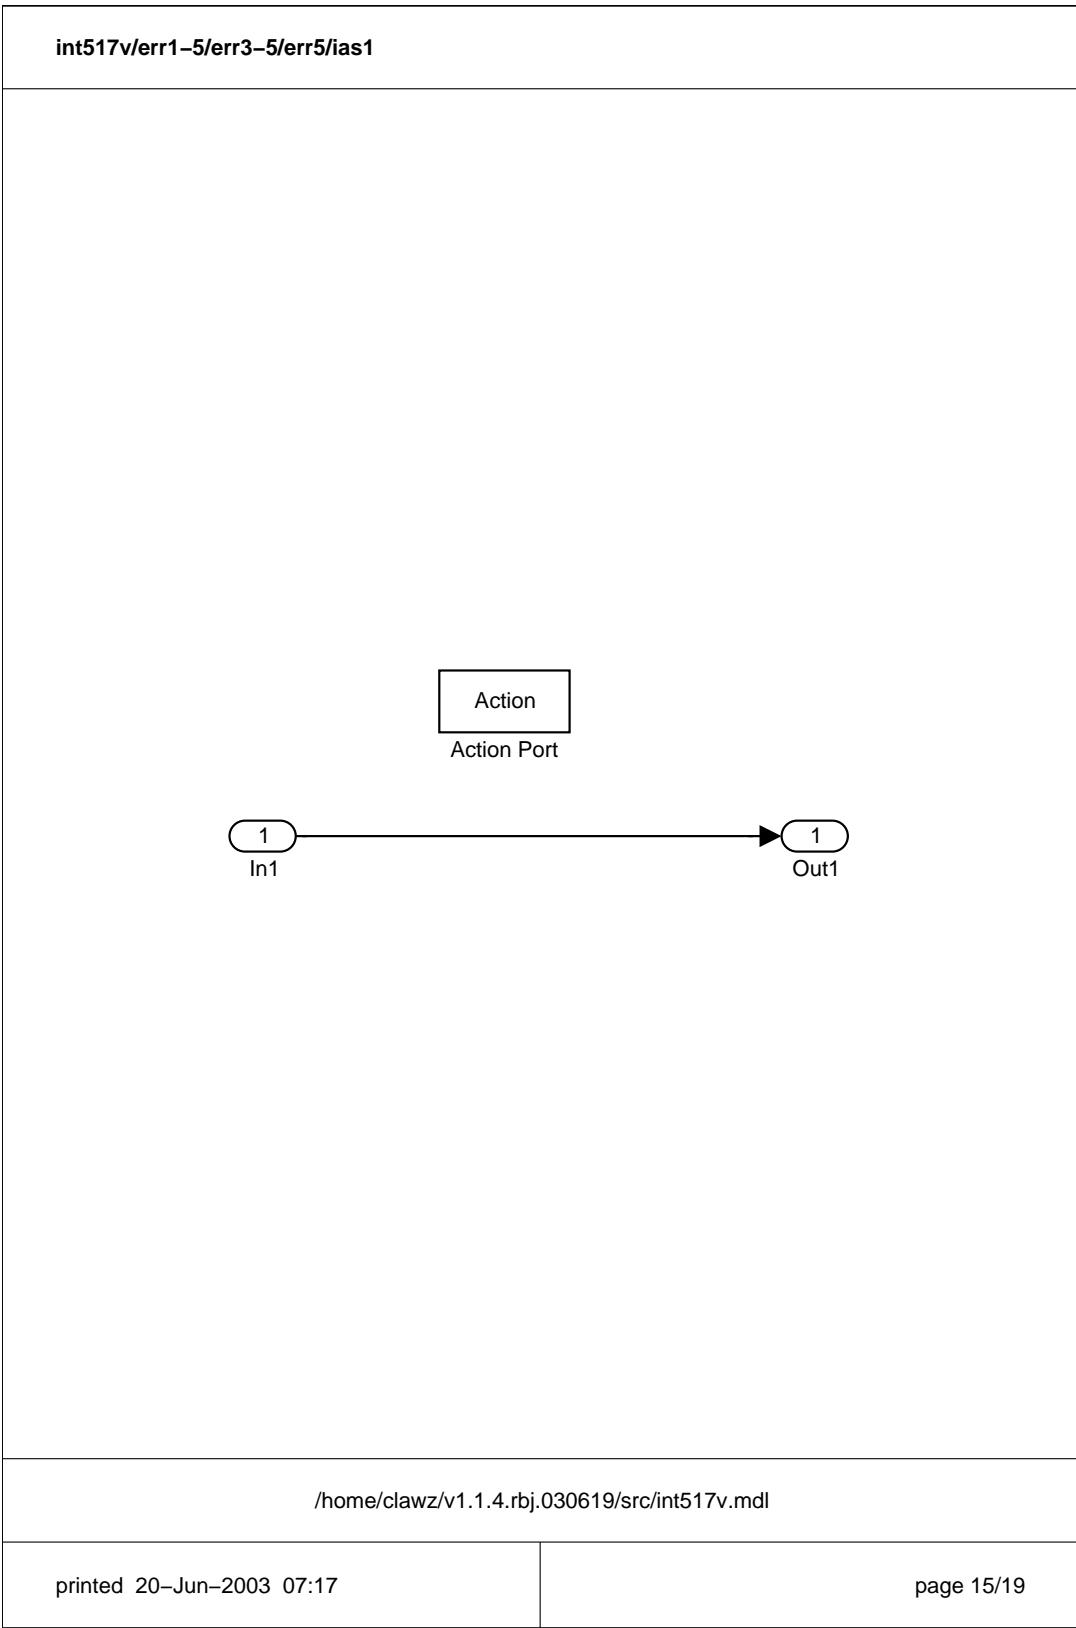 int517v/err1−5/err3−5/err5/ias1
Action
Action Port
1
1
In1
Out1
/home/clawz/v1.1.4.rbj.030619/src/int517v.mdl
printed 20−Jun−2003 07:17
page 15/19